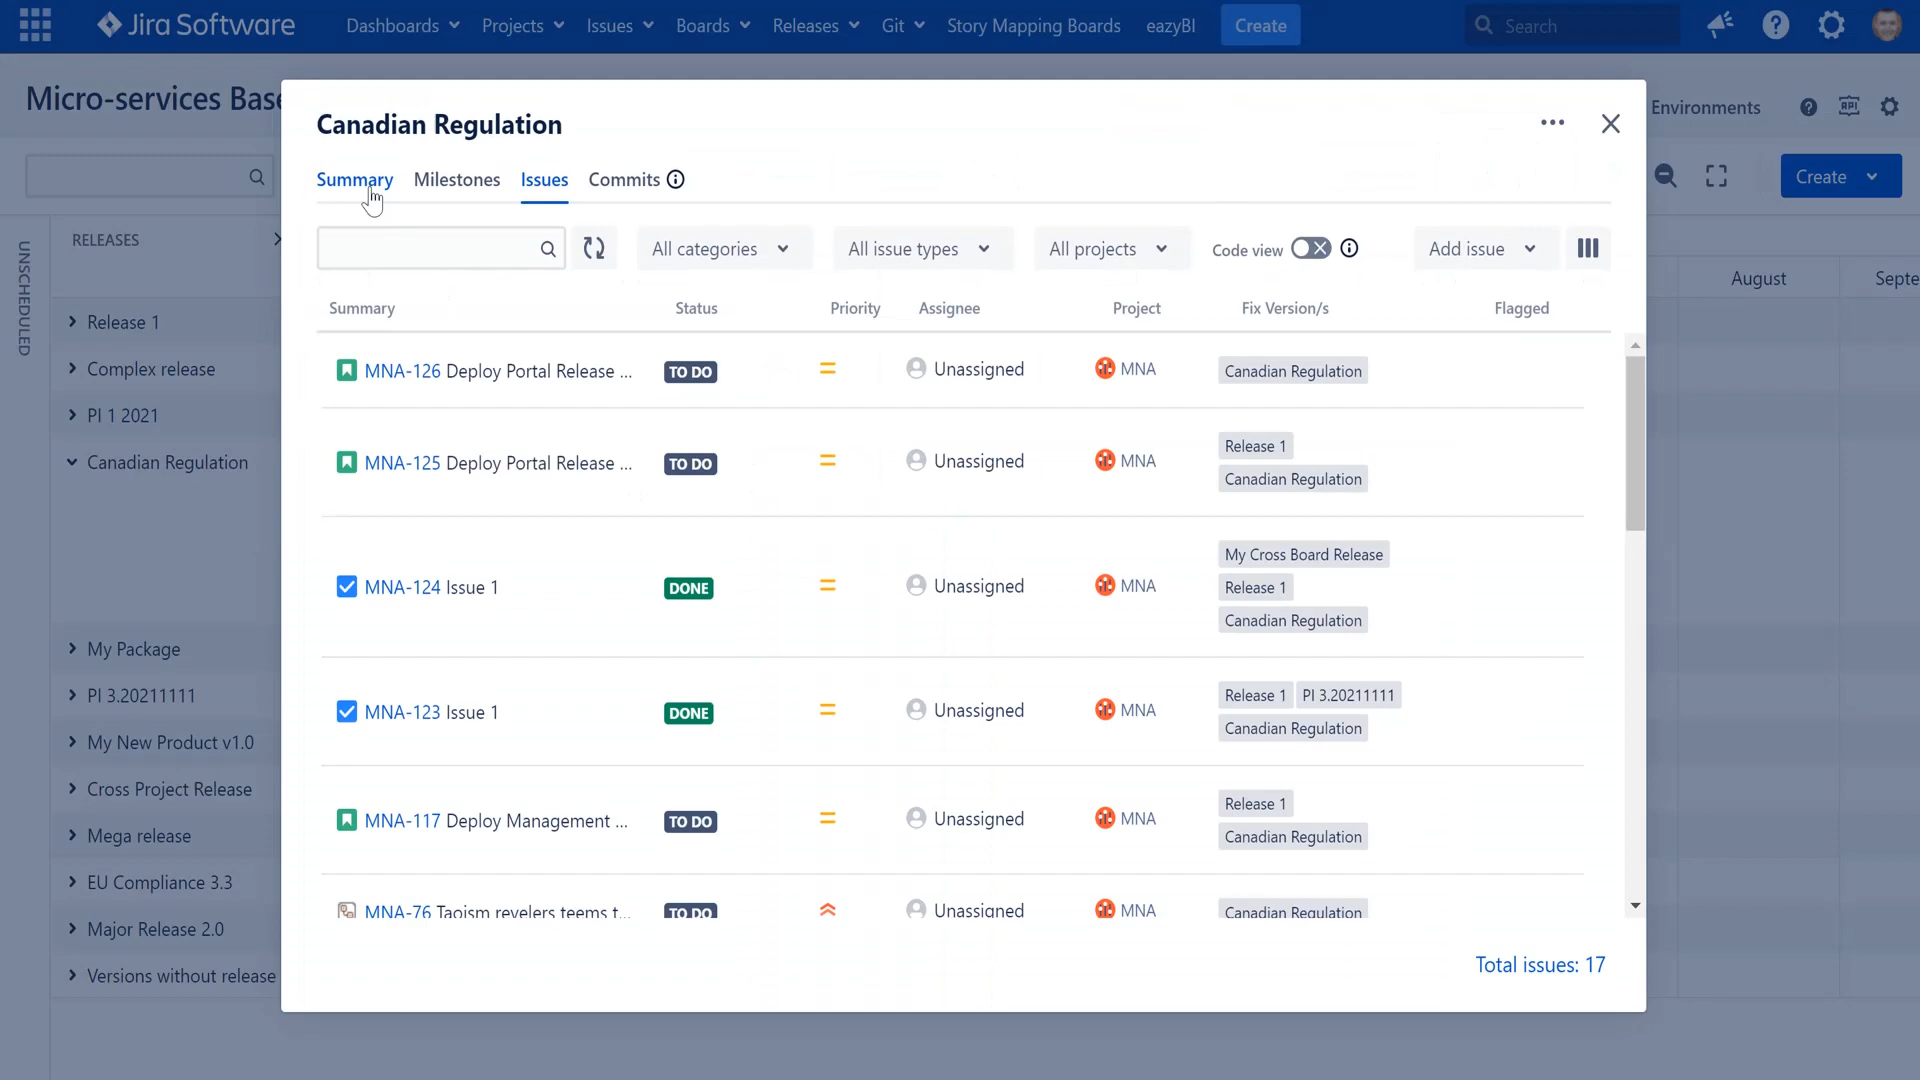 Jira Software
Dashboards Projects Issues Boards Releases Git Story Mapping Boards eazyBI Create Search
Micro-services Base
Environments
API
Canadian Regulation
Summary Milestones Issues Commits
Create
All categories All issue types All projects Code view Add issue
UNSCHEDULED
RELEASES
August Septe
Summary Status Priority Assignee Project Fix Version/s Flagged
Release 1
Complex release
PI 1 2021
Canadian Regulation
My Package
PI 3.20211111
My New Product v1.0
Cross Project Release
Mega release
EU Compliance 3.3
Major Release 2.0
Versions without release
MNA-126 Deploy Portal Release ... TO DO Unassigned MNA Canadian Regulation
MNA-125 Deploy Portal Release ... TO DO Unassigned MNA Release 1
Canadian Regulation
MNA-124 Issue 1 DONE Unassigned MNA My Cross Board Release
Release 1
Canadian Regulation
MNA-123 Issue 1 DONE Unassigned MNA Release 1 PI 3.20211111
Canadian Regulation
MNA-117 Deploy Management ... TO DO Unassigned MNA Release 1
Canadian Regulation
MNA-76 Taoism revelers teems t... TO DO Unassigned MNA Canadian Regulation
Total issues: 17